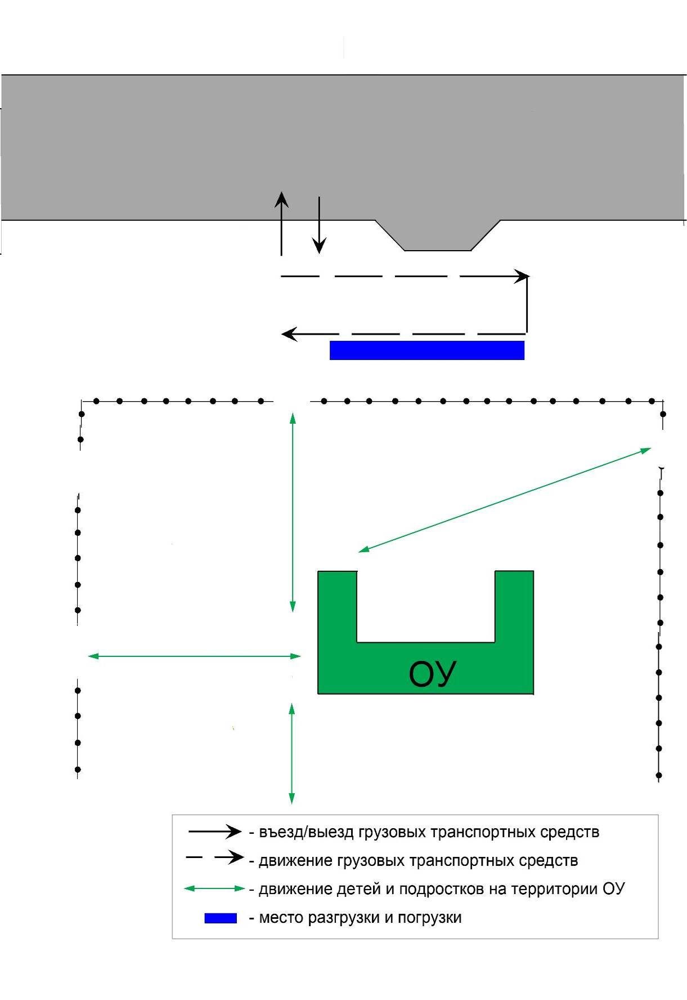 ОУ
- въезд/выезд грузовых транспортных средств
- движение грузовых транспортных средств
- движение детей и подростков на территории ОУ
- место разгрузки и погрузки